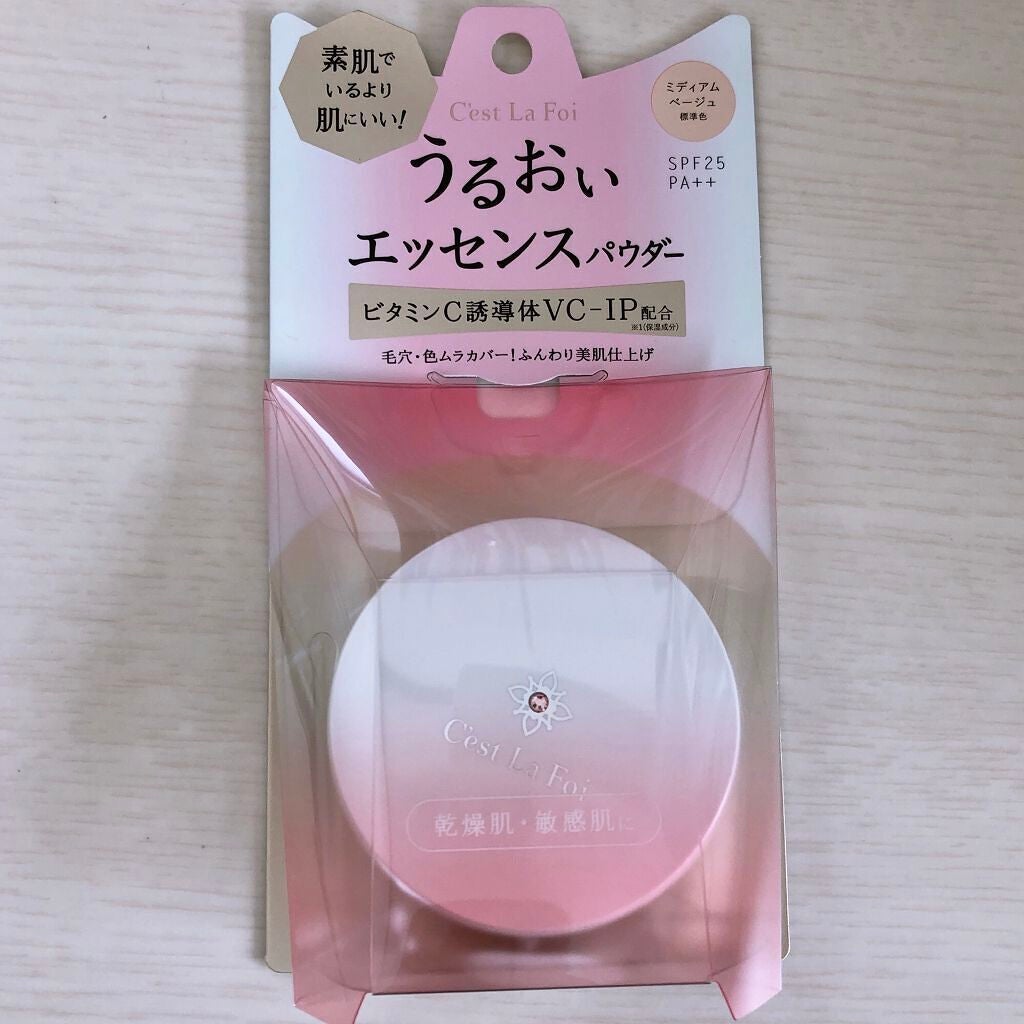 素肌で
いるより
肌にいい!
C'est La Foi
ミディアム
ベージュ
標準色
SPF25
PA++
うるおい
エッセンスパウダー
ビタミンC誘導体VC-IP配合
※1(保湿成分)
毛穴・色ムラカバー!ふんわり美肌仕上げ
C'est La Foi
乾燥肌・敏感肌に